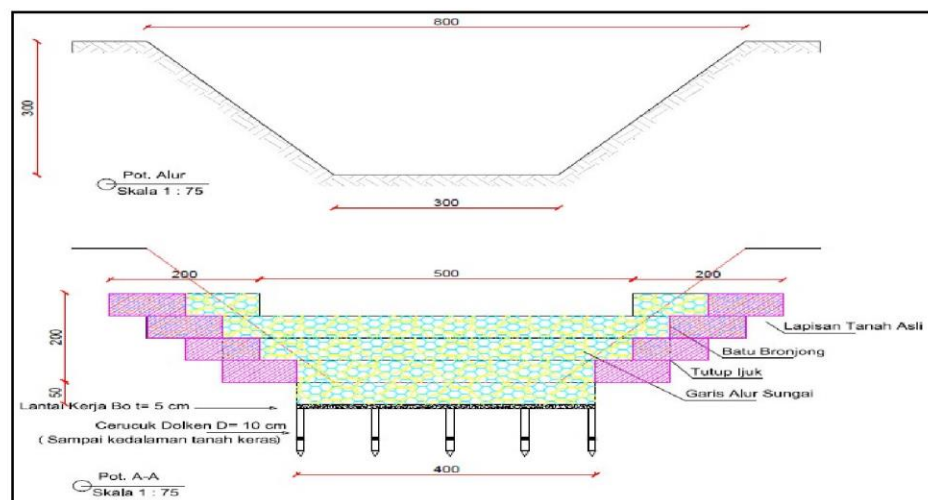 800
300
Pot. Alur
Skala 1 : 75
300
200
500
200
200
Lapisan Tanah Asli
Batu Bronjong
Tutup Ijuk
50
Garis Alur Sungai
Lantai Kerja Bo t= 5 cm
Cerucuk Dolken D= 10 cm
( Sampai kedalaman tanah keras)
400
Pot. A-A
Skala 1 : 75